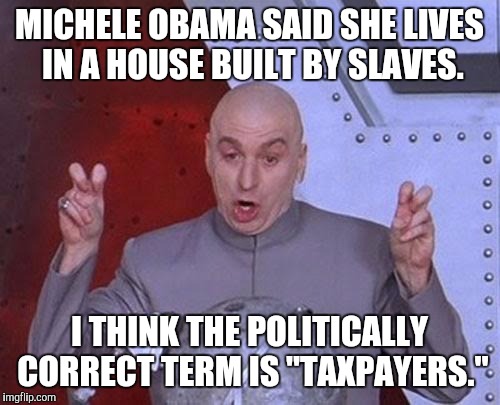 MICHELE OBAMA SAID SHE LIVES
IN A HOUSE BUILT BY SLAVES.
I THINK THE POLITICALLY
CORRECT TERM IS "TAXPAYERS."
imgflip.com